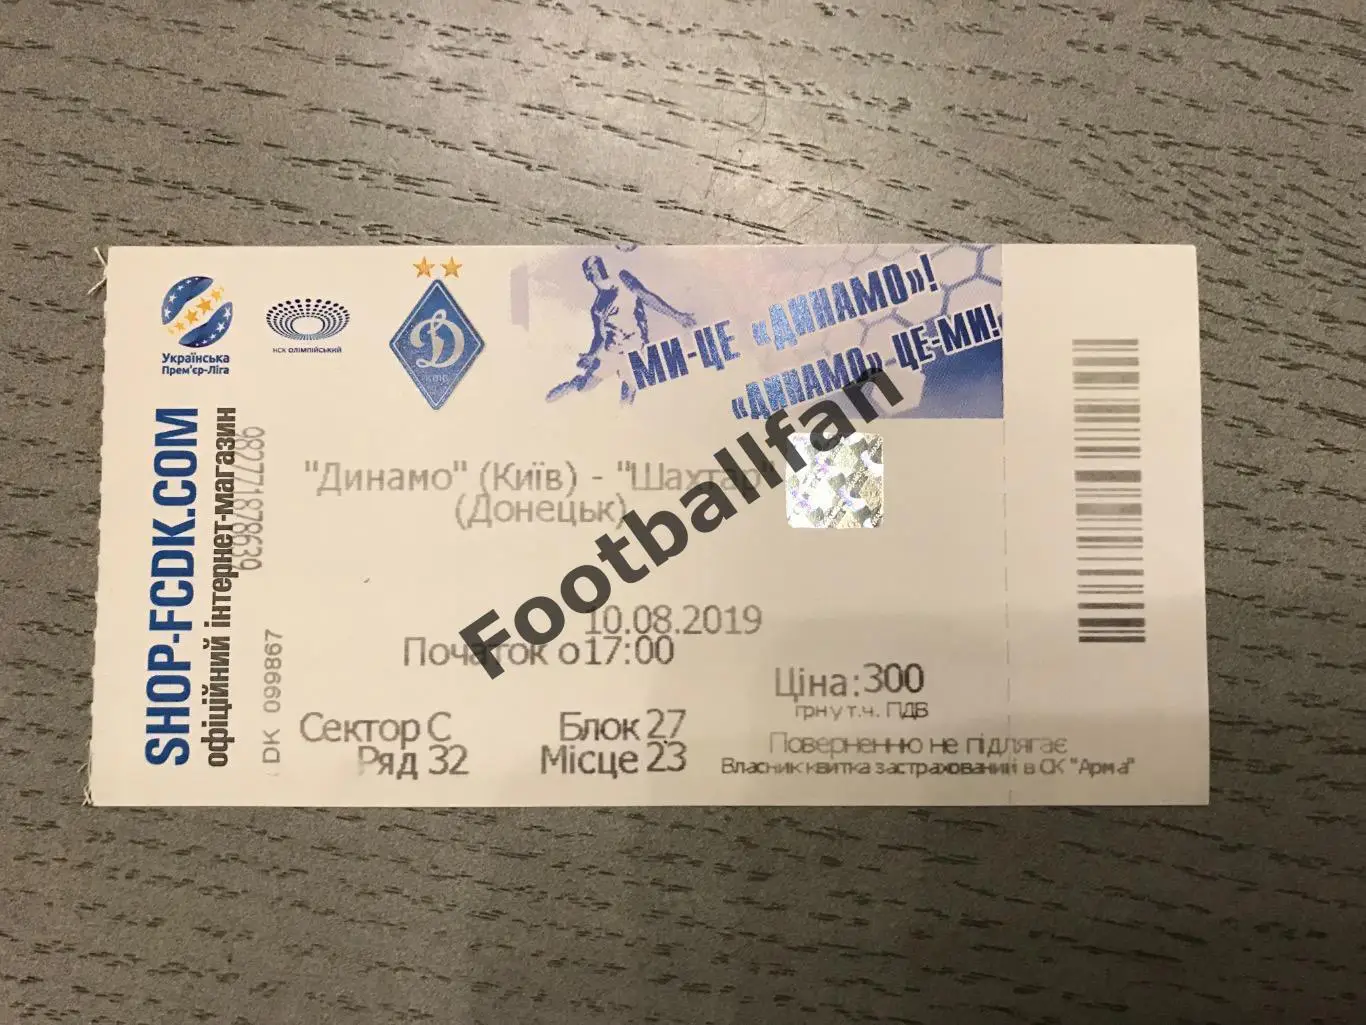 Українська
Прем'єр-Ліга
НСК ОЛІМПІЙСЬКИЙ
КИЇВ
МИ-ЦЕ «ДИНАМО»!
«ДИНАМО»-ЦЕ-МИ!
SHOP-FCDK.COM
офіційний інтернет-магазин
DK 099867
"Динамо" (Київ) - "Шахтар"
(Донецьк)
Footballfan
10.08.2019
Початок о 17:00
Ціна: 300
грн у т.ч. ПДВ
Сектор С Блок 27
Ряд 32 Місце 23
Поверненню не підлягає
Власник квитка застрахований в СК "Арма"